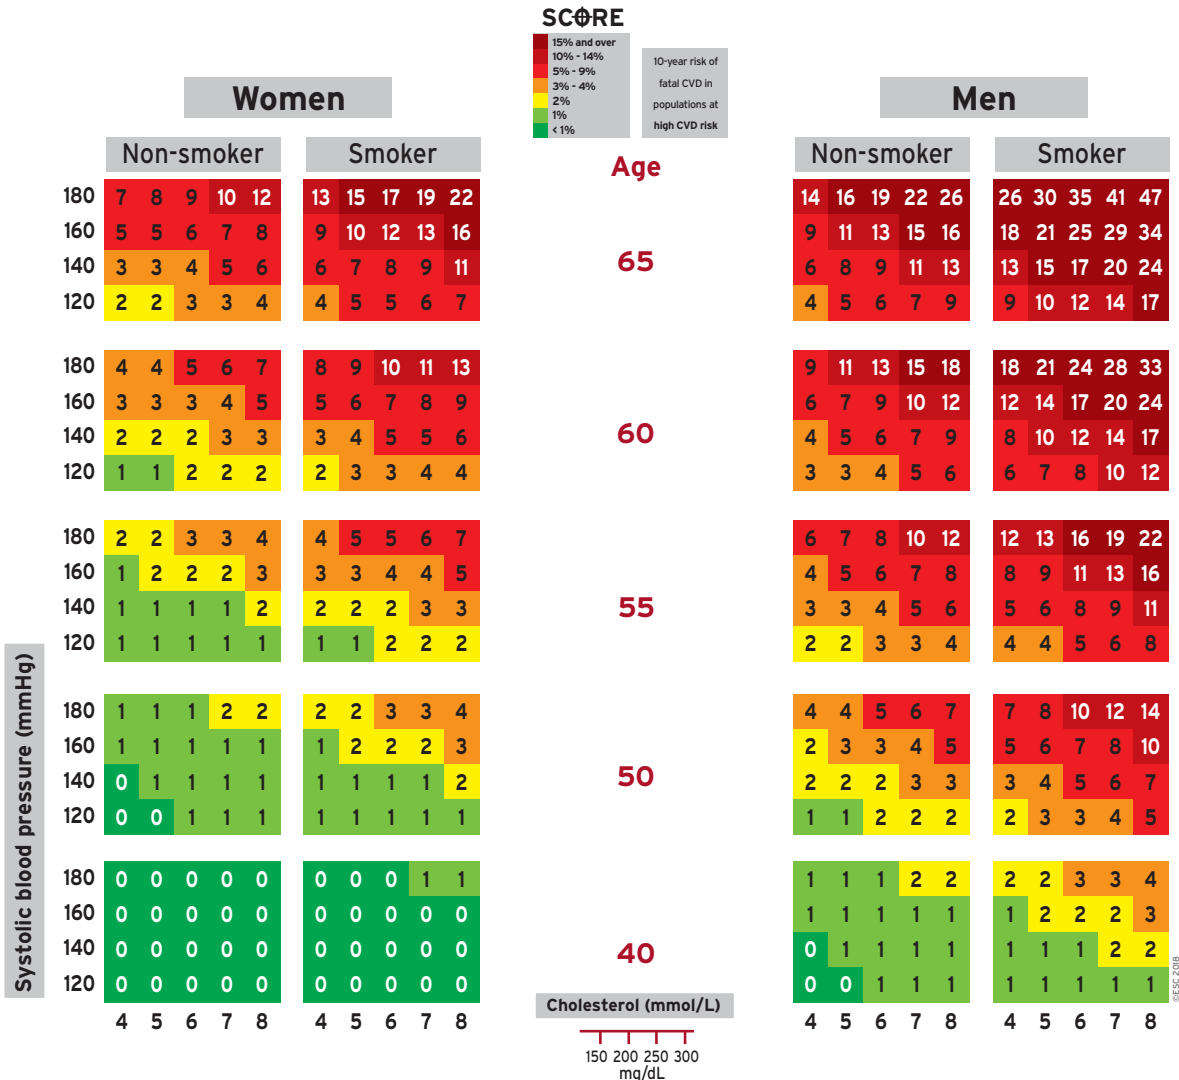 SCORE
15% and over
10% - 14%
5% - 9%
3% - 4%
2%
1%
< 1%
10-year risk of
fatal CVD in
populations at
high CVD risk
Women
Men
Non-smoker Smoker Age Non-smoker Smoker
180 7 8 9 10 12 13 15 17 19 22 14 16 19 22 26 26 30 35 41 47
160 5 5 6 7 8 9 10 12 13 16 9 11 13 15 16 18 21 25 29 34
65
140 3 3 4 5 6 6 7 8 9 11 6 8 9 11 13 13 15 17 20 24
120 2 2 3 3 4 4 5 5 6 7 4 5 6 7 9 9 10 12 14 17
180 4 4 5 6 7 8 9 10 11 13 9 11 13 15 18 18 21 24 28 33
160 3 3 3 4 5 5 6 7 8 9 6 7 9 10 12 12 14 17 20 24
60
140 2 2 2 3 3 3 4 5 5 6 4 5 6 7 9 8 10 12 14 17
120 1 1 2 2 2 2 3 3 4 4 3 3 4 5 6 6 7 8 10 12
180 2 2 3 3 4 4 5 5 6 7 6 7 8 10 12 12 13 16 19 22
160 1 2 2 2 3 3 3 4 4 5 4 5 6 7 8 8 9 11 13 16
55
140 1 1 1 1 2 2 2 2 3 3 3 3 4 5 6 5 6 8 9 11
120 1 1 1 1 1 1 1 2 2 2 2 2 3 3 4 4 4 5 6 8
180 1 1 1 2 2 2 2 3 3 4 4 4 5 6 7 7 8 10 12 14
160 1 1 1 1 1 1 2 2 2 3 2 3 3 4 5 5 6 7 8 10
50
140 0 1 1 1 1 1 1 1 1 2 2 2 2 3 3 3 4 5 6 7
120 0 0 1 1 1 1 1 1 1 1 1 1 2 2 2 2 3 3 4 5
180 0 0 0 0 0 0 0 0 1 1 1 1 1 2 2 2 2 3 3 4
160 0 0 0 0 0 0 0 0 0 0 1 1 1 1 1 1 2 2 2 3
40
140 0 0 0 0 0 0 0 0 0 0 0 1 1 1 1 1 1 1 2 2
120 0 0 0 0 0 0 0 0 0 0 0 0 1 1 1 1 1 1 1 1
4 5 6 7 8 4 5 6 7 8 4 5 6 7 8 4 5 6 7 8
Systolic blood pressure (mmHg)
Cholesterol (mmol/L)
150 200 250 300
mg/dL
©ESC 2018